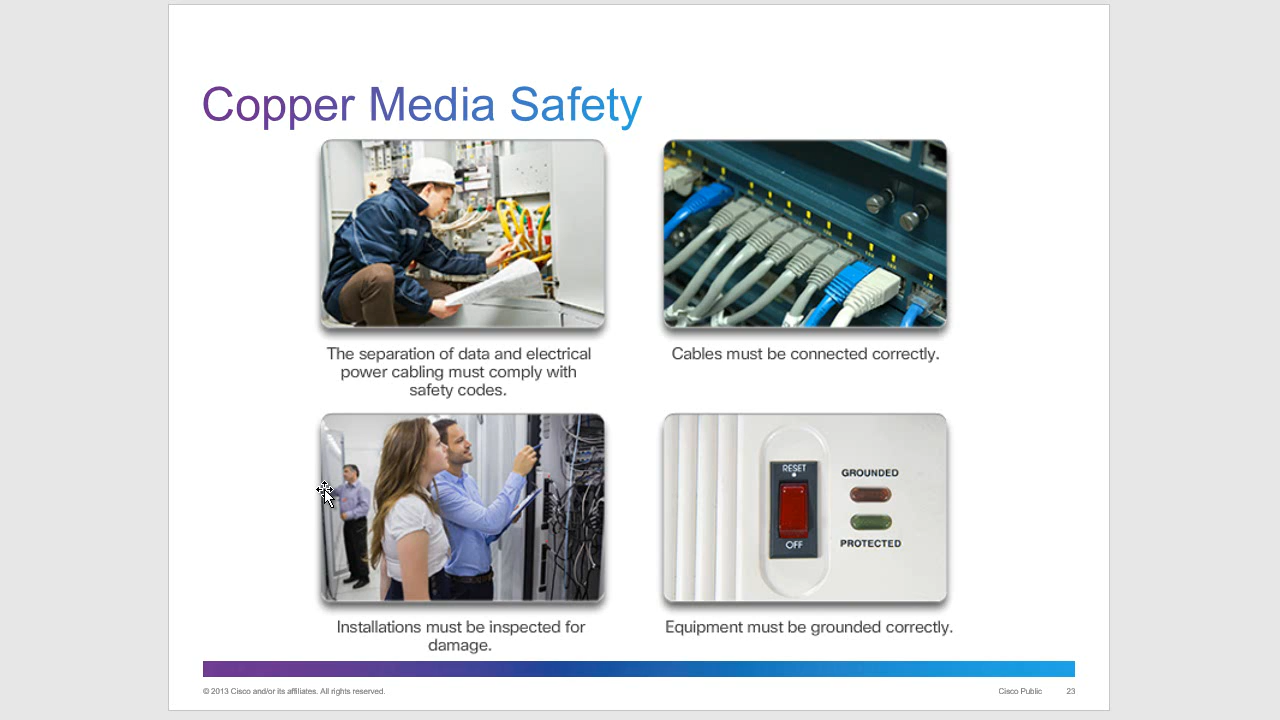 Copper Media Safety
The separation of data and electrical
power cabling must comply with
safety codes.
Cables must be connected correctly.
RESET
OFF
GROUNDED
PROTECTED
Installations must be inspected for
damage.
Equipment must be grounded correctly.
© 2013 Cisco and/or its affiliates. All rights reserved.
Cisco Public
23